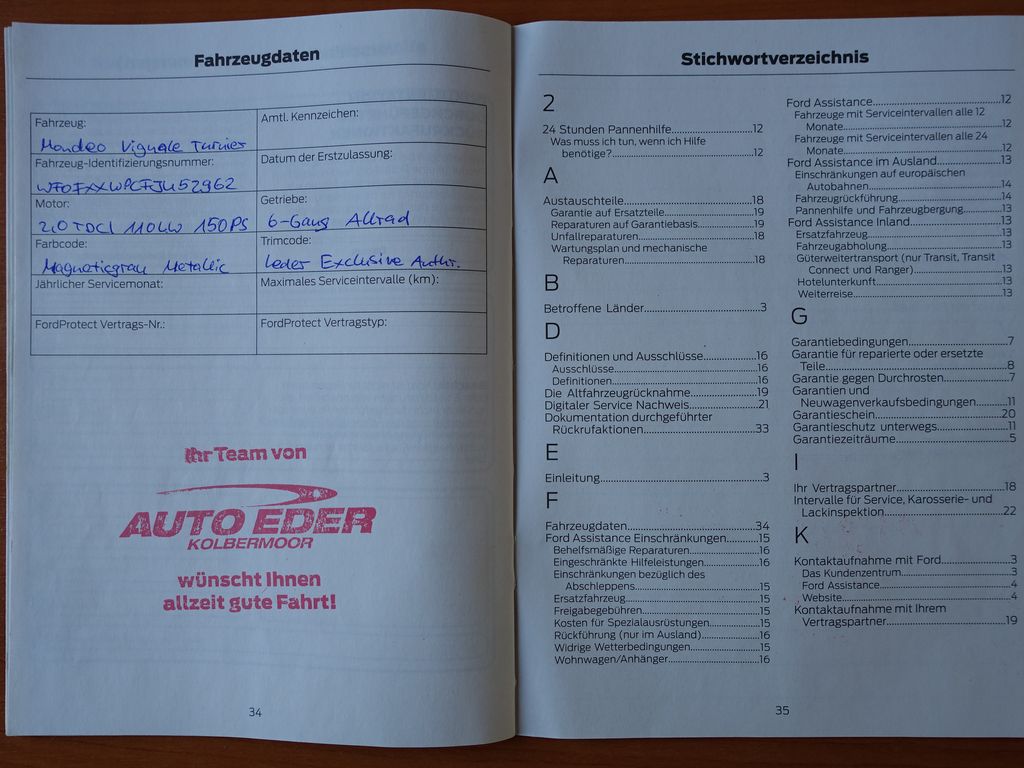 Fahrzeugdaten
Fahrzeug:
Mondeo Vignale Turnier
Amtl. Kennzeichen:
Fahrzeug-Identifizierungsnummer:
WF0FXXWPCFJU52962
Datum der Erstzulassung:
Motor:
2,0 TDCI 110KW 150PS
Getriebe:
6-Gang Allrad
Farbcode:
Magneticgrau Metallic
Trimcode:
Leder Exclusive Anthr.
Jährlicher Servicemonat:
Maximales Serviceintervalle (km):
FordProtect Vertrags-Nr.:
FordProtect Vertragstyp:
Ihr Team von
AUTO EDER
KOLBERMOOR
wünscht Ihnen
allzeit gute Fahrt!
34
Stichwortverzeichnis
2
24 Stunden Pannenhilfe..........12
Was muss ich tun, wenn ich Hilfe
benötige?..........12
A
Austauschteile..........18
Garantie auf Ersatzteile..........19
Reparaturen auf Garantiebasis..........19
Unfallreparaturen..........18
Wartungsplan und mechanische
Reparaturen..........18
B
Betroffene Länder..........3
D
Definitionen und Ausschlüsse..........16
Ausschlüsse..........16
Definitionen..........16
Die Altfahrzeugrücknahme..........19
Digitaler Service Nachweis..........21
Dokumentation durchgeführter
Rückrufaktionen..........33
E
Einleitung..........3
F
Fahrzeugdaten..........34
Ford Assistance Einschränkungen..........15
Behelfsmäßige Reparaturen..........16
Eingeschränkte Hilfeleistungen..........16
Einschränkungen bezüglich des
Abschleppens..........15
Ersatzfahrzeug..........15
Freigabegebühren..........15
Kosten für Spezialausrüstungen..........15
Rückführung (nur im Ausland)..........16
Widrige Wetterbedingungen..........15
Wohnwagen/Anhänger..........16
Ford Assistance..........12
Fahrzeuge mit Serviceintervallen alle 12
Monate..........12
Fahrzeuge mit Serviceintervallen alle 24
Monate..........12
Ford Assistance im Ausland..........13
Einschränkungen auf europäischen
Autobahnen..........14
Fahrzeugrückführung..........14
Pannenhilfe und Fahrzeugbergung..........13
Ford Assistance Inland..........13
Ersatzfahrzeug..........13
Fahrzeugabholung..........13
Güterweitertransport (nur Transit, Transit
Connect und Ranger)..........13
Hotelunterkunft..........13
Weiterreise..........13
G
Garantiebedingungen..........7
Garantie für reparierte oder ersetzte
Teile..........8
Garantie gegen Durchrosten..........7
Garantien und
Neuwagenverkaufsbedingungen..........11
Garantieschein..........20
Garantieschutz unterwegs..........11
Garantiezeiträume..........5
I
Ihr Vertragspartner..........18
Intervalle für Service, Karosserie- und
Lackinspektion..........22
K
Kontaktaufnahme mit Ford..........3
Das Kundenzentrum..........3
Ford Assistance..........4
Website..........4
Kontaktaufnahme mit Ihrem
Vertragspartner..........19
35